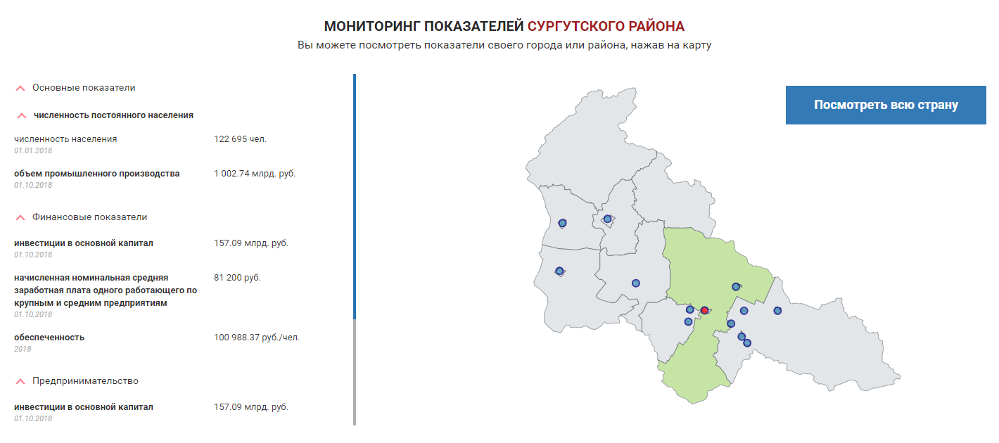 МОНИТОРИНГ ПОКАЗАТЕЛЕЙ СУРГУТСКОГО РАЙОНА
Вы можете посмотреть показатели своего города или района, нажав на карту
Основные показатели
численность постоянного населения
численность населения 122 695 чел.
01.01.2018
объем промышленного производства 1 002.74 млрд. руб.
01.10.2018
Финансовые показатели
инвестиции в основной капитал 157.09 млрд. руб.
01.10.2018
начисленная номинальная средняя 81 200 руб.
заработная плата одного работающего по
крупным и средним предприятиям
01.10.2018
обеспеченность 100 988.37 руб./чел.
2018
Предпринимательство
инвестиции в основной капитал 157.09 млрд. руб.
01.10.2018
Посмотреть всю страну